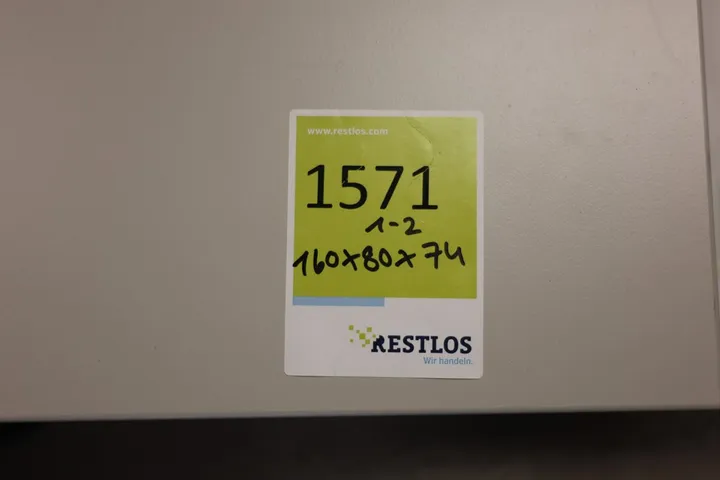 www.restlos.com
1571
1-2
160x80x74
RESTLOS
Wir handeln.